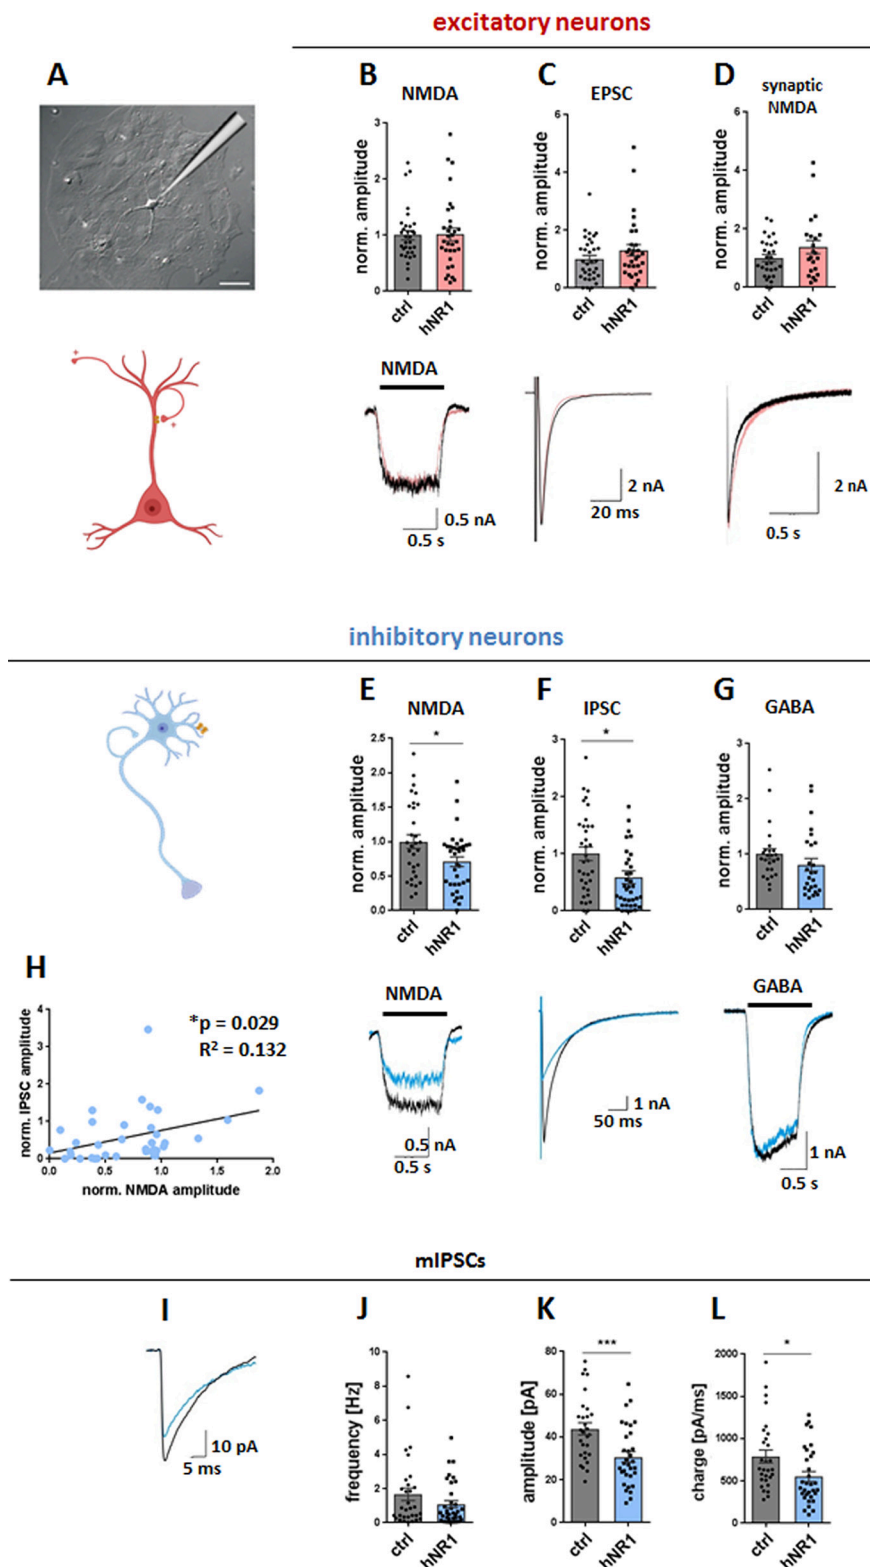 excitatory neurons
A
B
C
D
NMDA
EPSC
synaptic
NMDA
norm. amplitude
3
2
1
0
ctrl
hNR1
norm. amplitude
6
4
2
0
ctrl
hNR1
norm. amplitude
6
4
2
0
ctrl
hNR1
+
+
NMDA
0.5 nA
0.5 s
2 nA
20 ms
2 nA
0.5 s
inhibitory neurons
E
F
G
NMDA
IPSC
GABA
norm. amplitude
2.5
2.0
1.5
1.0
0.5
0.0
*
ctrl
hNR1
norm. amplitude
3
2
1
0
*
ctrl
hNR1
norm. amplitude
3
2
1
0
ctrl
hNR1
H
norm. IPSC amplitude
4
3
2
1
0
*p = 0.029
R² = 0.132
0.0 0.5 1.0 1.5 2.0
norm. NMDA amplitude
NMDA
0.5 nA
0.5 s
1 nA
50 ms
GABA
1 nA
0.5 s
mIPSCs
I
J
K
L
10 pA
5 ms
frequency [Hz]
10
8
6
4
2
0
ctrl
hNR1
amplitude [pA]
80
60
40
20
0
***
ctrl
hNR1
charge [pA/ms]
2000
1500
1000
500
0
*
ctrl
hNR1